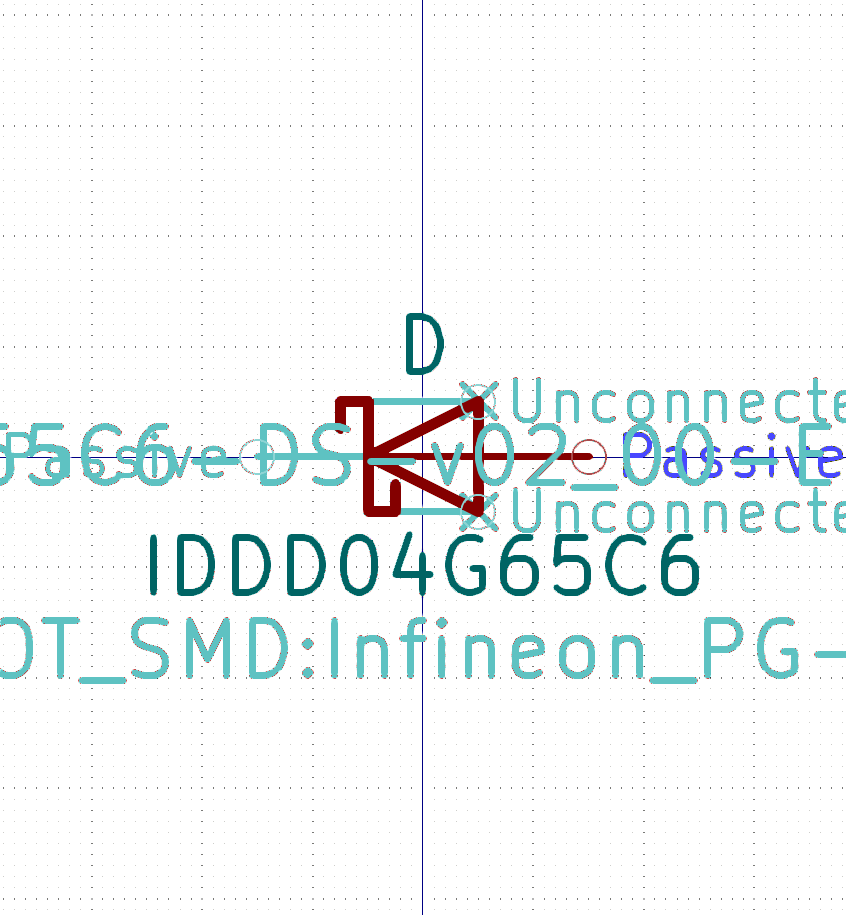 D
Unconnecte
Passive
5C6-DS-v02_00-E
Passive
Unconnecte
IDDD04G65C6
OT_SMD:Infineon_PG-